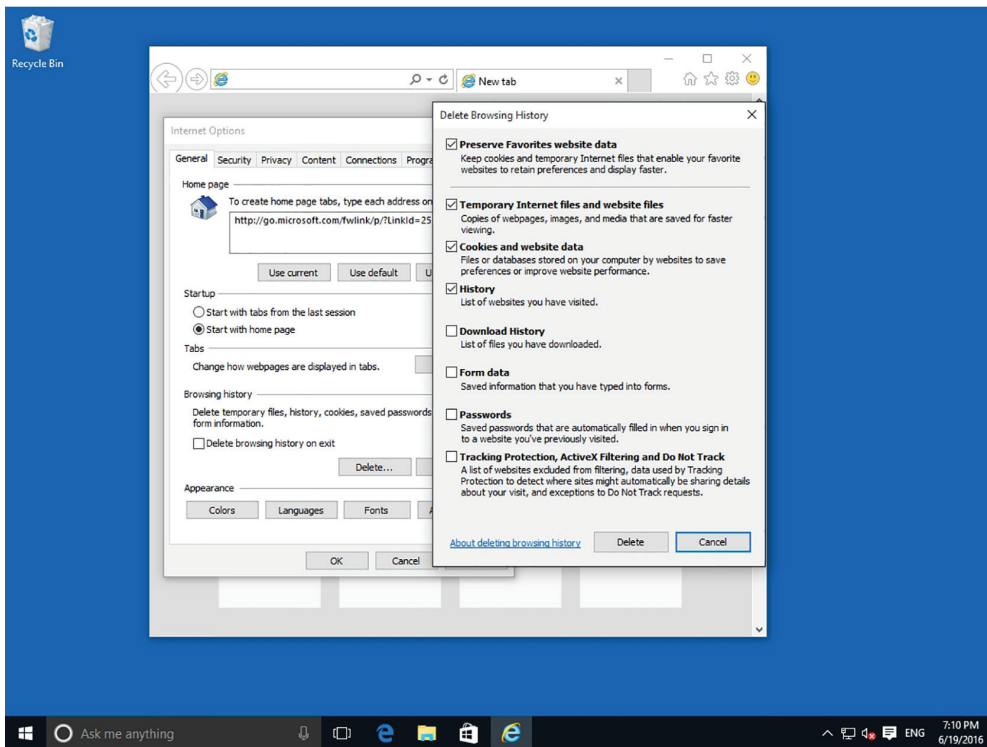 Recycle Bin
New tab
Internet Options
General Security Privacy Content Connections Progra
Home page
To create home page tabs, type each address on
http://go.microsoft.com/fwlink/p/?LinkId=25
Use current Use default U
Startup
Start with tabs from the last session
Start with home page
Tabs
Change how webpages are displayed in tabs.
Browsing history
Delete temporary files, history, cookies, saved passwords
form information.
Delete browsing history on exit
Delete...
Appearance
Colors Languages Fonts A
OK Cancel
Delete Browsing History
Preserve Favorites website data
Keep cookies and temporary Internet files that enable your favorite
websites to retain preferences and display faster.
Temporary Internet files and website files
Copies of webpages, images, and media that are saved for faster
viewing.
Cookies and website data
Files or databases stored on your computer by websites to save
preferences or improve website performance.
History
List of websites you have visited.
Download History
List of files you have downloaded.
Form data
Saved information that you have typed into forms.
Passwords
Saved passwords that are automatically filled in when you sign in
to a website you've previously visited.
Tracking Protection, ActiveX Filtering and Do Not Track
A list of websites excluded from filtering, data used by Tracking
Protection to detect where sites might automatically be sharing details
about your visit, and exceptions to Do Not Track requests.
About deleting browsing history Delete Cancel
Ask me anything
ENG
7:10 PM
6/19/2016